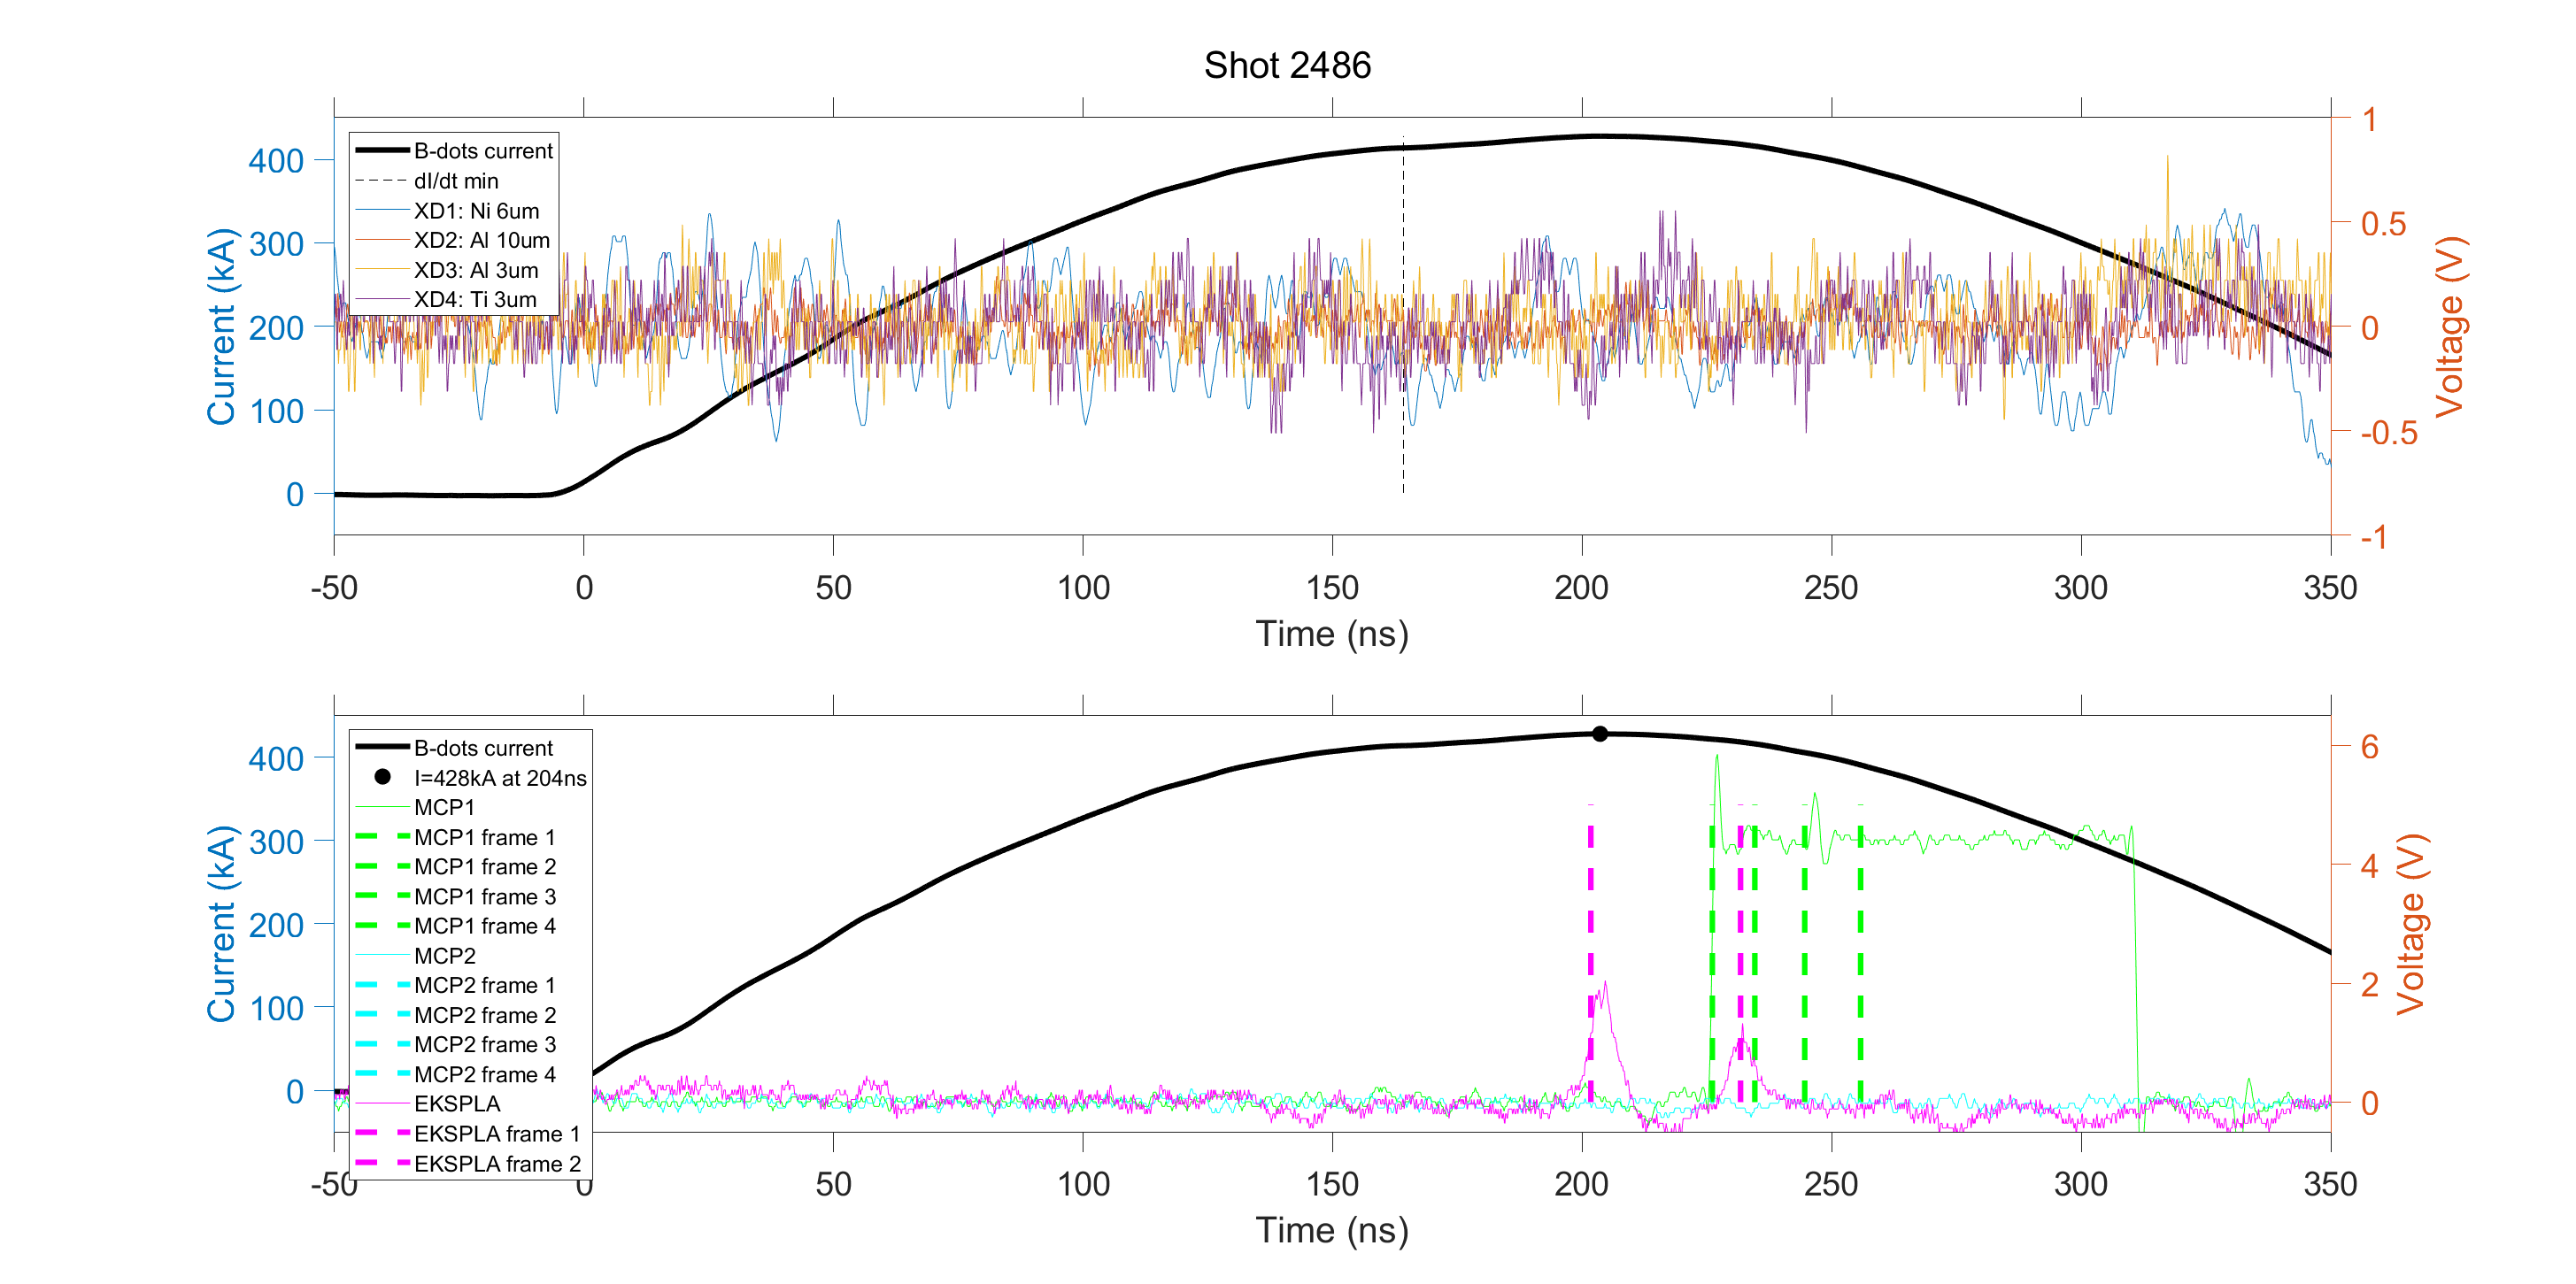 Shot 2486
B-dots current
dI/dt min
XD1: Ni 6um
XD2: Al 10um
XD3: Al 3um
XD4: Ti 3um
Current (kA)
400
300
200
100
0
1
0.5
0
-0.5
-1
Voltage (V)
-50 0 50 100 150 200 250 300 350
Time (ns)
B-dots current
I=428kA at 204ns
MCP1
MCP1 frame 1
MCP1 frame 2
MCP1 frame 3
MCP1 frame 4
MCP2
MCP2 frame 1
MCP2 frame 2
MCP2 frame 3
MCP2 frame 4
EKSPLA
EKSPLA frame 1
EKSPLA frame 2
Current (kA)
400
300
200
100
0
6
4
2
0
Voltage (V)
-50 0 50 100 150 200 250 300 350
Time (ns)